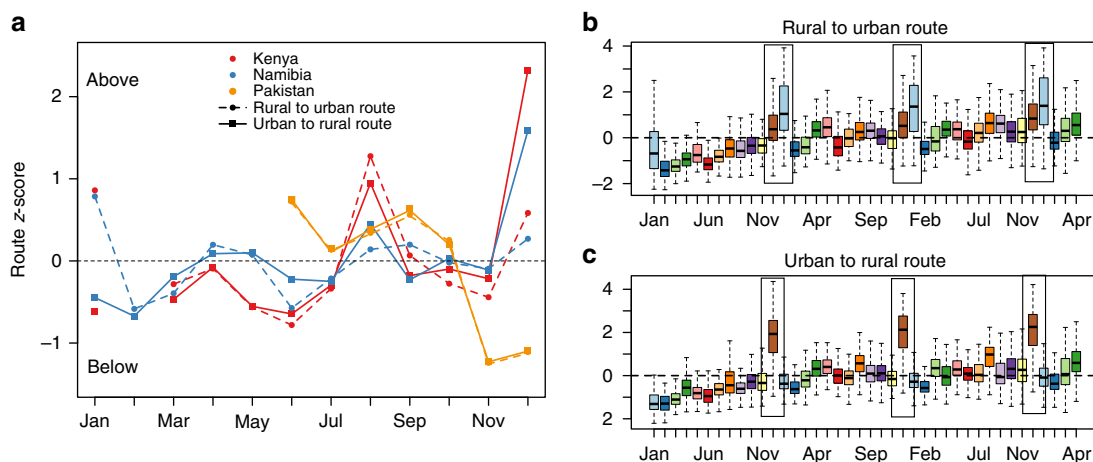 a
Above
Kenya
Namibia
Pakistan
Rural to urban route
Urban to rural route
Below
Route z-score
2
1
0
−1
Jan Mar May Jul Sep Nov
b
Rural to urban route
4
2
0
−2
Jan Jun Nov Apr Sep Feb Jul Nov Apr
c
Urban to rural route
4
2
0
2
Jan Jun Nov Apr Sep Feb Jul Nov Apr